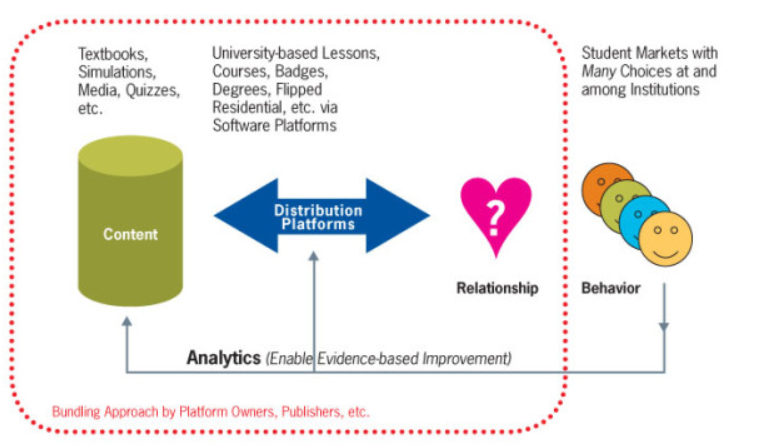 Textbooks,
Simulations,
Media, Quizzes,
etc.
University-based Lessons,
Courses, Badges,
Degrees, Flipped
Residential, etc. via
Software Platforms
Student Markets with
Many Choices at and
among Institutions
Content
Distribution
Platforms
?
Relationship
Behavior
Analytics (Enable Evidence-based Improvement)
Bundling Approach by Platform Owners, Publishers, etc.